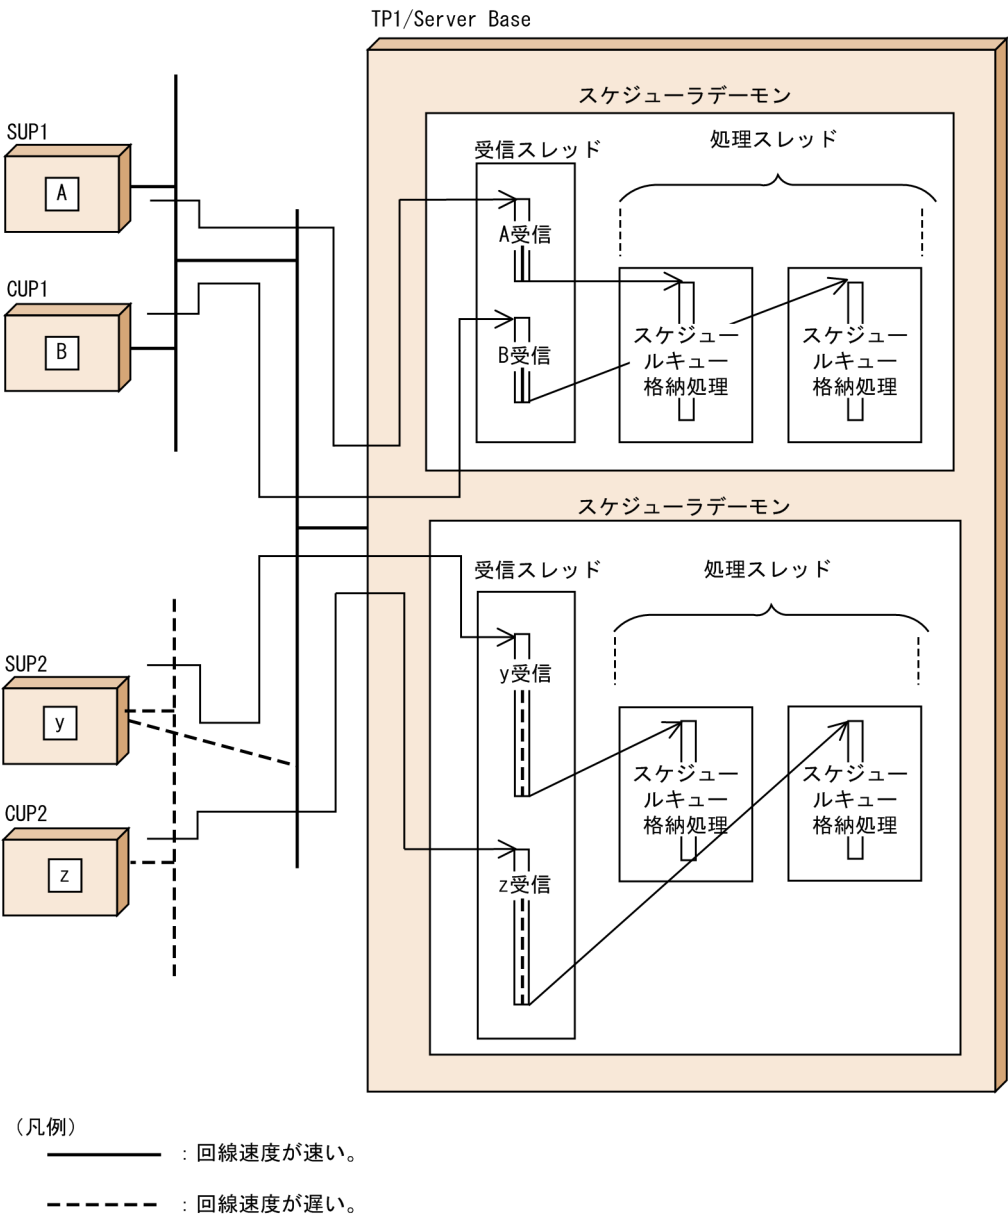 TP1/Server Base
スケジューラデーモン
SUP1
A
CUP1
B
受信スレッド
処理スレッド
A受信
B受信
スケジュー
ルキュー
格納処理
スケジュー
ルキュー
格納処理
スケジューラデーモン
SUP2
y
CUP2
z
受信スレッド
処理スレッド
y受信
z受信
スケジュー
ルキュー
格納処理
スケジュー
ルキュー
格納処理
（凡例）
：回線速度が速い。
：回線速度が遅い。